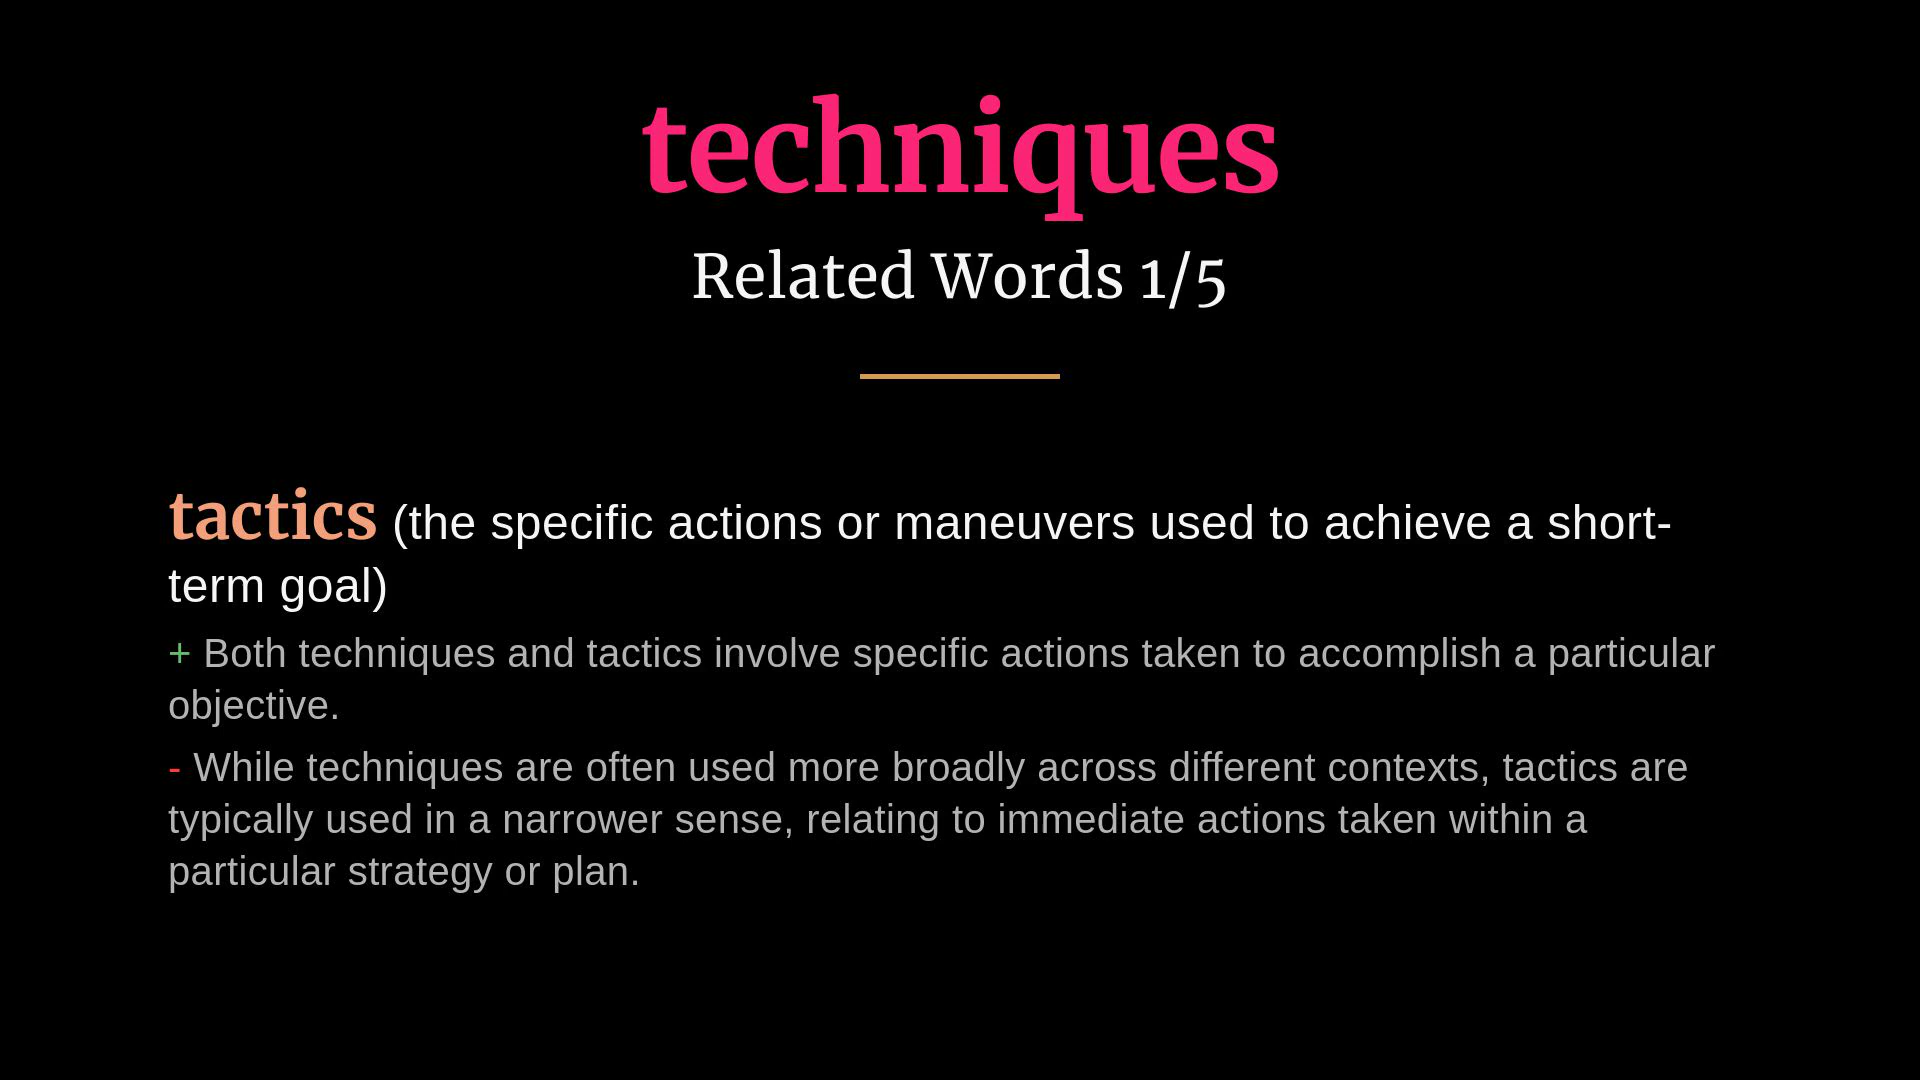 techniques
Related Words 1/5
tactics (the specific actions or maneuvers used to achieve a short-
term goal)
+ Both techniques and tactics involve specific actions taken to accomplish a particular
objective.
- While techniques are often used more broadly across different contexts, tactics are
typically used in a narrower sense, relating to immediate actions taken within a
particular strategy or plan.